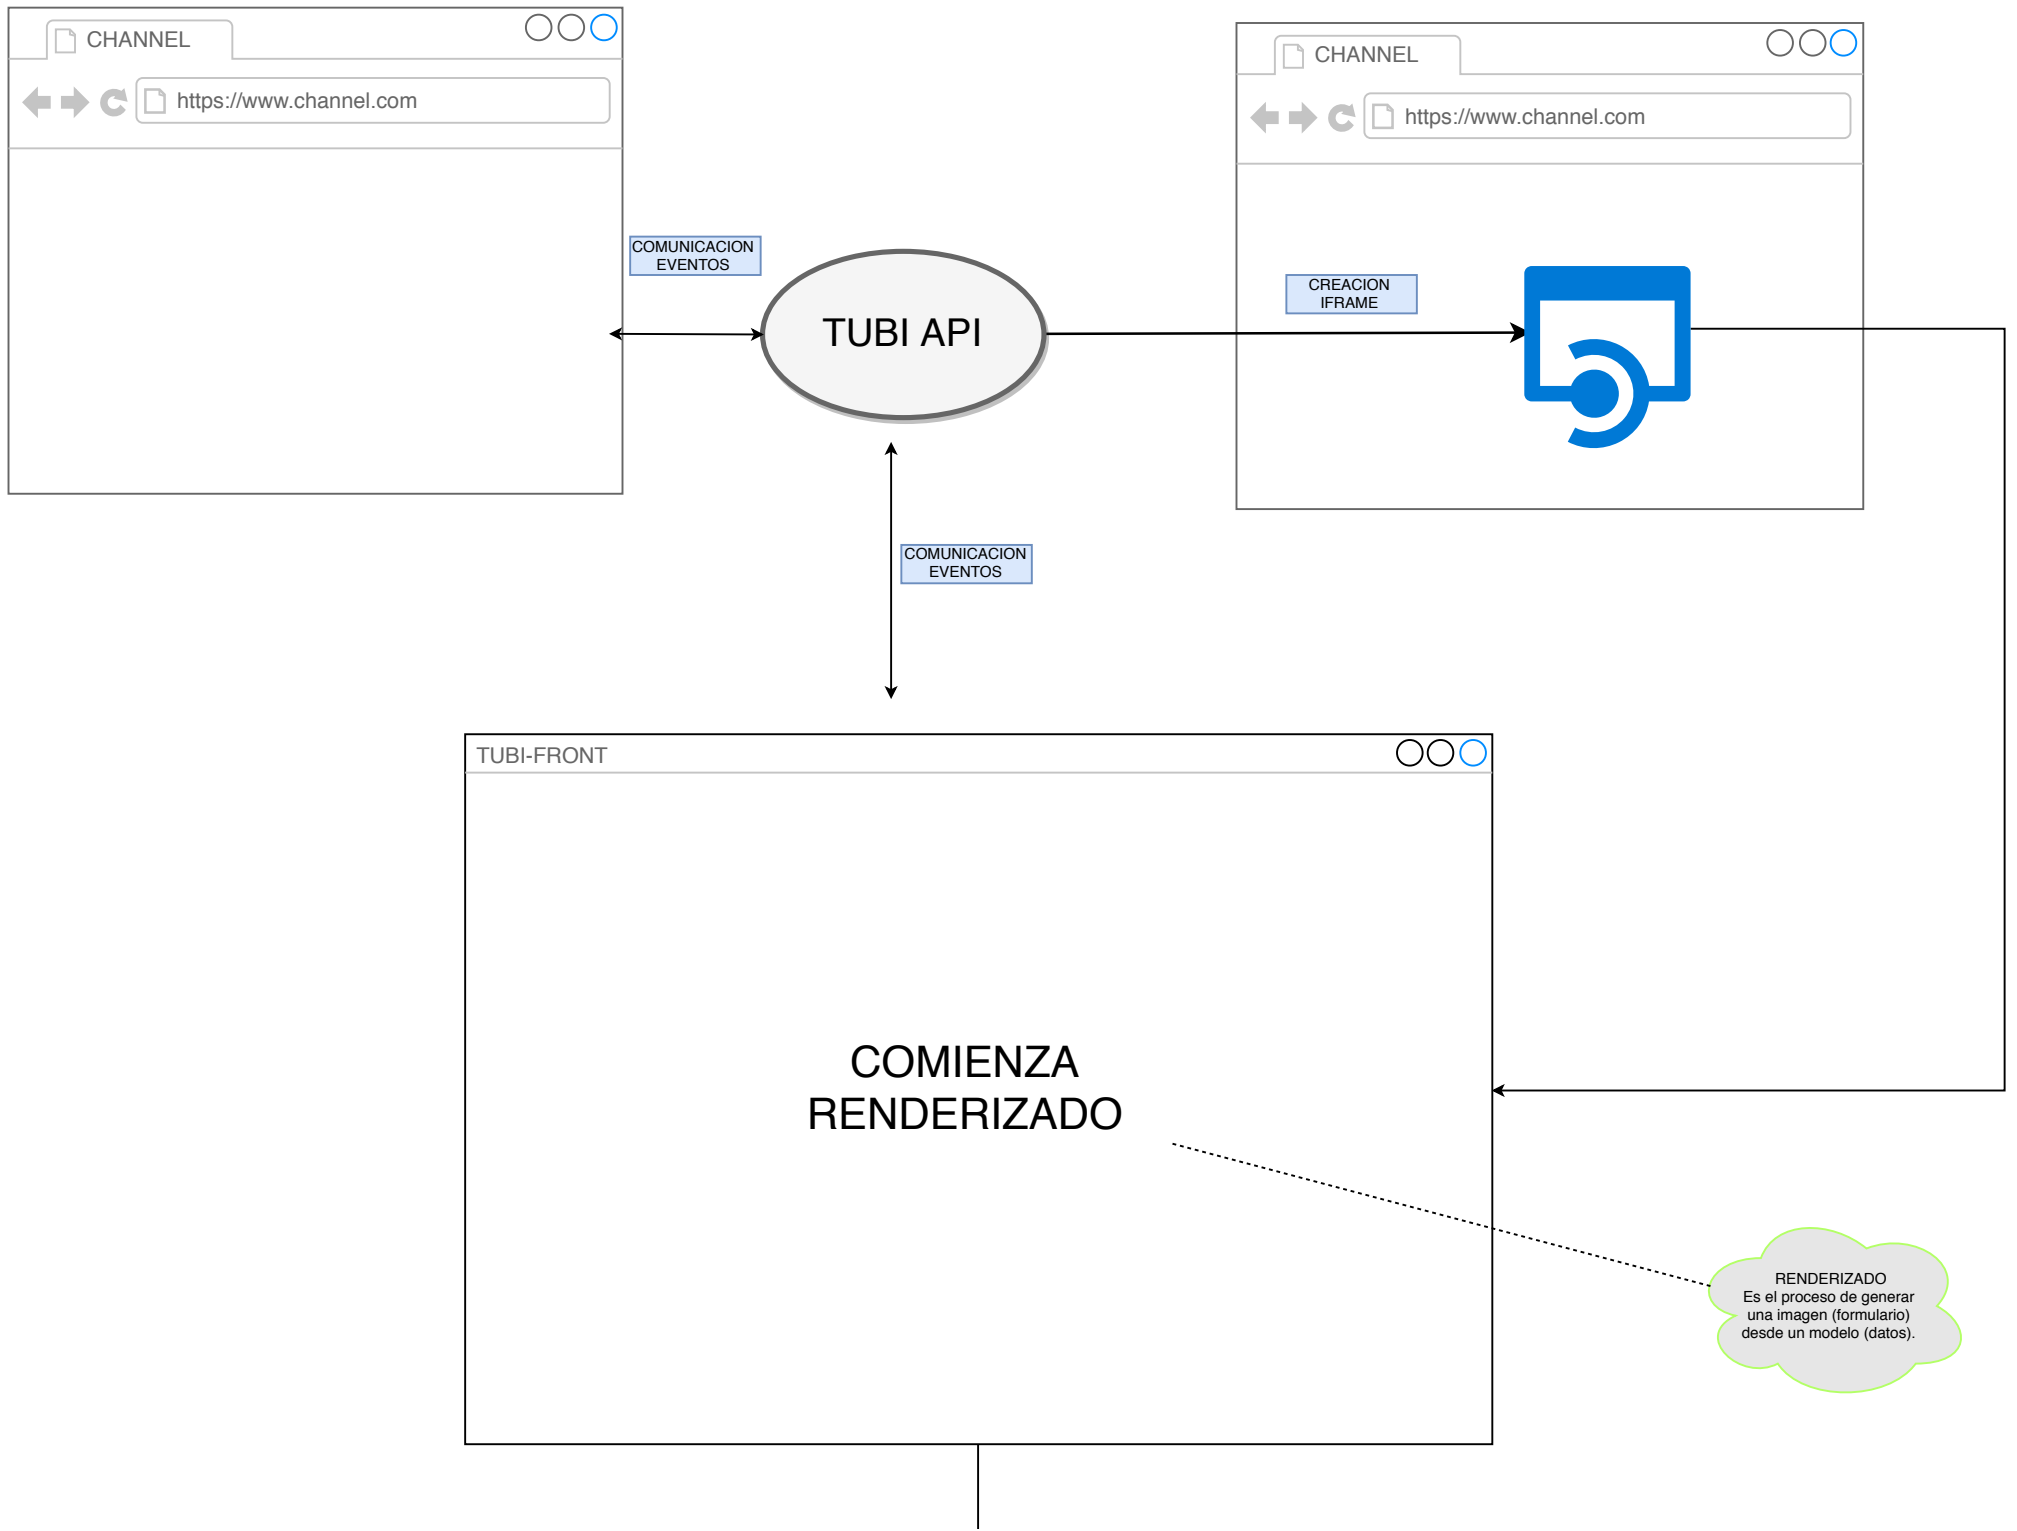 CHANNEL
https://www.channel.com
CHANNEL
https://www.channel.com
COMUNICACION
EVENTOS
TUBI API
CREACION
IFRAME
COMUNICACION
EVENTOS
TUBI-FRONT
COMIENZA
RENDERIZADO
RENDERIZADO
Es el proceso de generar
una imagen (formulario)
desde un modelo (datos).